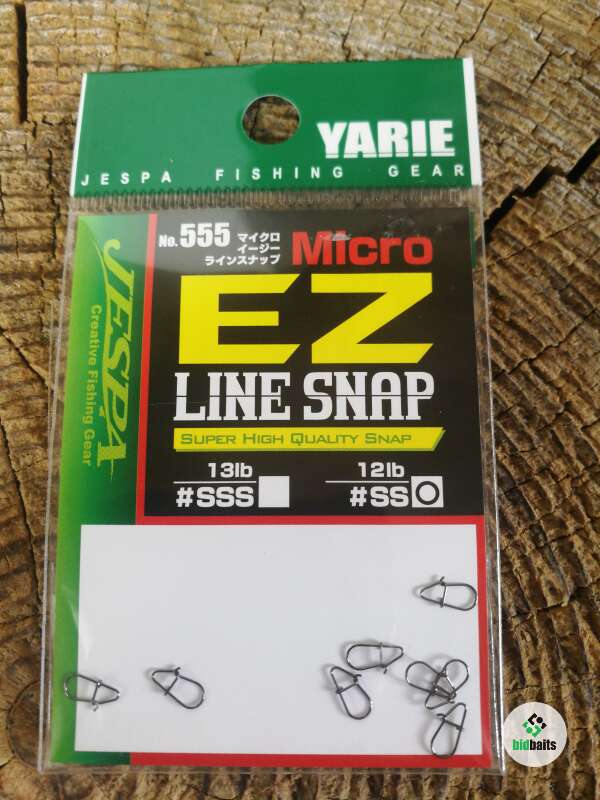 YARIE
JESPA FISHING GEAR
No.555 マイクロ
イージー
ラインスナップ
Micro
EZ
LINE SNAP
SUPER HIGH QUALITY SNAP
13lb
#SSS
12lb
#SS
JESPA
Creative Fishing Gear
bidbaits